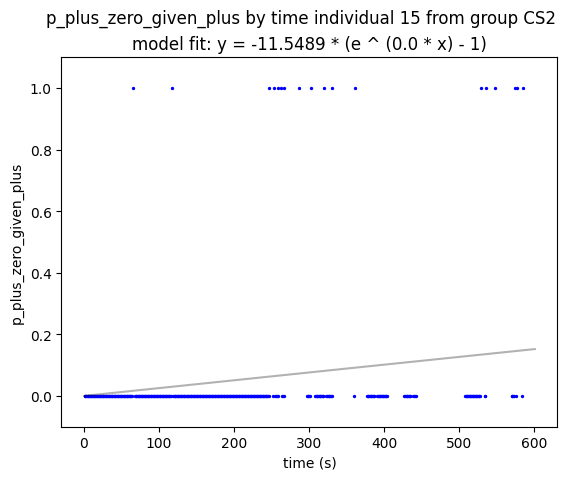 p_plus_zero_given_plus by time individual 15 from group CS2
model fit: y = -11.5489 * (e ^ (0.0 * x) - 1)
1.0
0.8
0.6
0.4
0.2
0.0
p_plus_zero_given_plus
0 100 200 300 400 500 600
time (s)